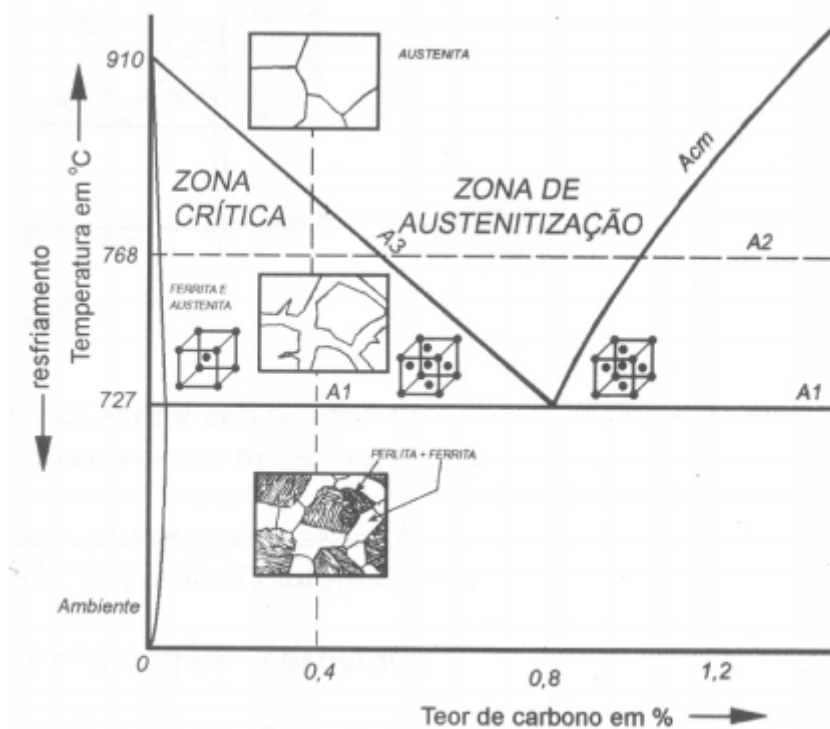 910
AUSTENITA
Temperatura em °C
resfriamento
ZONA
CRÍTICA
ZONA DE
AUSTENITIZAÇÃO
Acm
A3
768
A2
FERRITA E
AUSTENITA
727
A1
A1
PERLITA + FERRITA
Ambiente
0
0,4
0,8
1,2
Teor de carbono em %